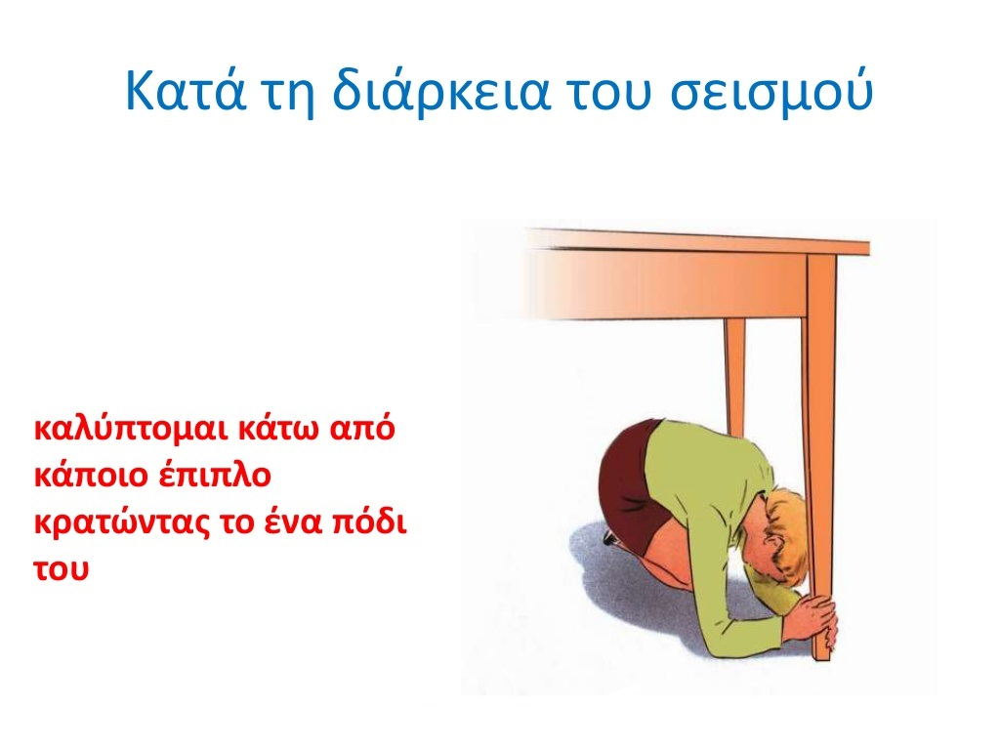 Κατά τη διάρκεια του σεισμού
καλύπτομαι κάτω από
κάποιο έπιπλο
κρατώντας το ένα πόδι
του